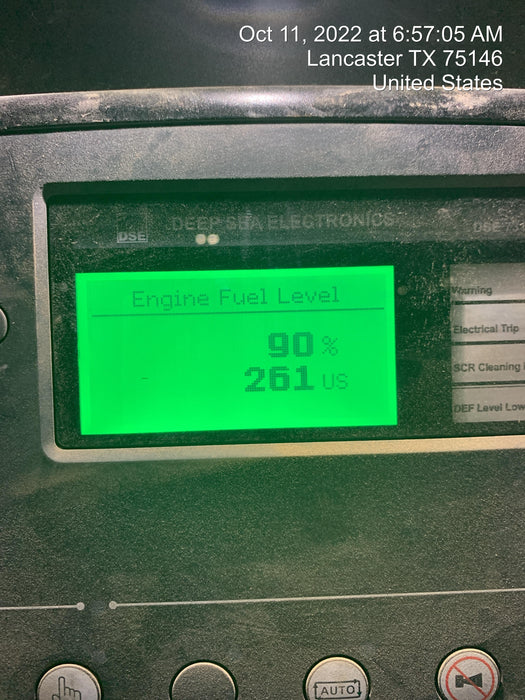 Oct 11, 2022 at 6:57:05 AM
Lancaster TX 75146
United States
DSE
DEEP SEA ELECTRONICS
Engine Fuel Level
90 %
261 US
Warning
Electrical Trip
SCR Cleaning
DEF Level Low
AUTO